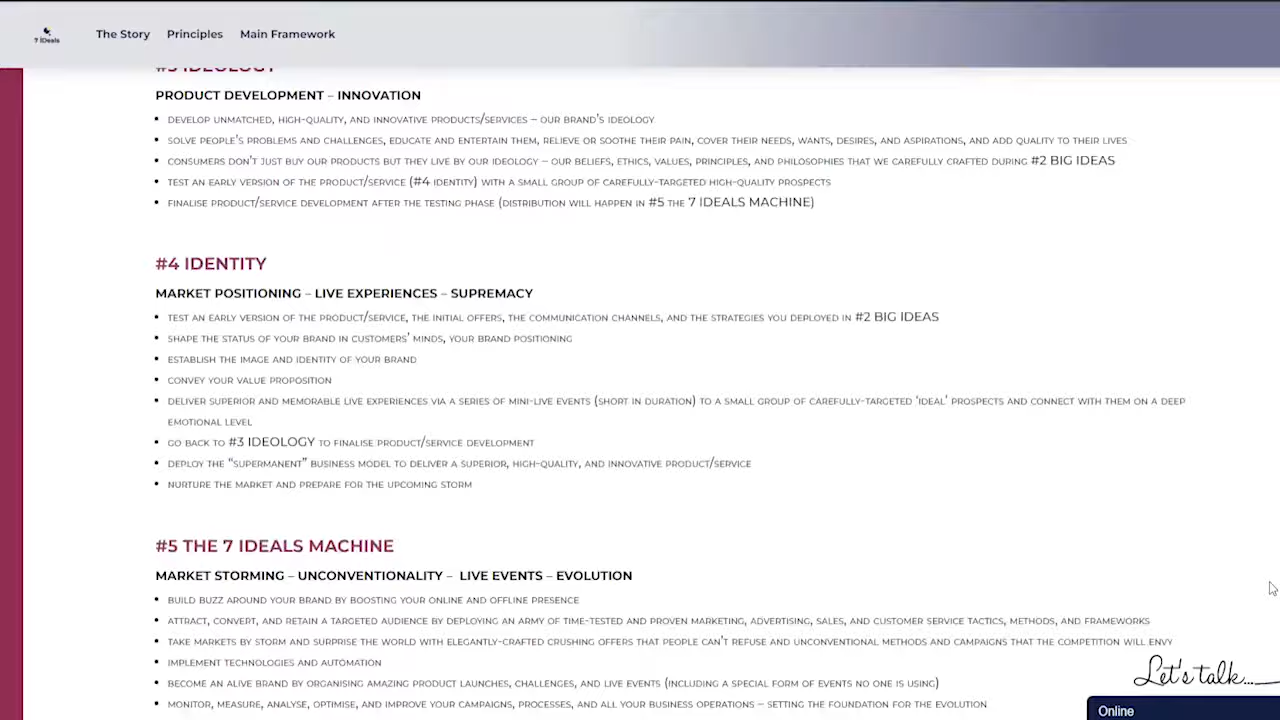 7 iDeals
The Story Principles Main Framework
#3 IDEOLOGY
PRODUCT DEVELOPMENT – INNOVATION
• DEVELOP UNMATCHED, HIGH-QUALITY, AND INNOVATIVE PRODUCTS/SERVICES – OUR BRAND'S IDEOLOGY
• SOLVE PEOPLE'S PROBLEMS AND CHALLENGES, EDUCATE AND ENTERTAIN THEM, RELIEVE OR SOOTHE THEIR PAIN, COVER THEIR NEEDS, WANTS, DESIRES, AND ASPIRATIONS, AND ADD QUALITY TO THEIR LIVES
• CONSUMERS DON'T JUST BUY OUR PRODUCTS BUT THEY LIVE BY OUR IDEOLOGY – OUR BELIEFS, ETHICS, VALUES, PRINCIPLES, AND PHILOSOPHIES THAT WE CAREFULLY CRAFTED DURING #2 BIG IDEAS
• TEST AN EARLY VERSION OF THE PRODUCT/SERVICE (#4 IDENTITY) WITH A SMALL GROUP OF CAREFULLY-TARGETED HIGH-QUALITY PROSPECTS
• FINALISE PRODUCT/SERVICE DEVELOPMENT AFTER THE TESTING PHASE (DISTRIBUTION WILL HAPPEN IN #5 THE 7 IDEALS MACHINE)
#4 IDENTITY
MARKET POSITIONING – LIVE EXPERIENCES – SUPREMACY
• TEST AN EARLY VERSION OF THE PRODUCT/SERVICE, THE INITIAL OFFERS, THE COMMUNICATION CHANNELS, AND THE STRATEGIES YOU DEPLOYED IN #2 BIG IDEAS
• SHAPE THE STATUS OF YOUR BRAND IN CUSTOMERS' MINDS, YOUR BRAND POSITIONING
• ESTABLISH THE IMAGE AND IDENTITY OF YOUR BRAND
• CONVEY YOUR VALUE PROPOSITION
• DELIVER SUPERIOR AND MEMORABLE LIVE EXPERIENCES VIA A SERIES OF MINI-LIVE EVENTS (SHORT IN DURATION) TO A SMALL GROUP OF CAREFULLY-TARGETED 'IDEAL' PROSPECTS AND CONNECT WITH THEM ON A DEEP
EMOTIONAL LEVEL
• GO BACK TO #3 IDEOLOGY TO FINALISE PRODUCT/SERVICE DEVELOPMENT
• DEPLOY THE "SUPERMANENT" BUSINESS MODEL TO DELIVER A SUPERIOR, HIGH-QUALITY, AND INNOVATIVE PRODUCT/SERVICE
• NURTURE THE MARKET AND PREPARE FOR THE UPCOMING STORM
#5 THE 7 IDEALS MACHINE
MARKET STORMING – UNCONVENTIONALITY – LIVE EVENTS – EVOLUTION
• BUILD BUZZ AROUND YOUR BRAND BY BOOSTING YOUR ONLINE AND OFFLINE PRESENCE
• ATTRACT, CONVERT, AND RETAIN A TARGETED AUDIENCE BY DEPLOYING AN ARMY OF TIME-TESTED AND PROVEN MARKETING, ADVERTISING, SALES, AND CUSTOMER SERVICE TACTICS, METHODS, AND FRAMEWORKS
• TAKE MARKETS BY STORM AND SURPRISE THE WORLD WITH ELEGANTLY-CRAFTED CRUSHING OFFERS THAT PEOPLE CAN'T REFUSE AND UNCONVENTIONAL METHODS AND CAMPAIGNS THAT THE COMPETITION WILL ENVY
• IMPLEMENT TECHNOLOGIES AND AUTOMATION
• BECOME AN ALIVE BRAND BY ORGANISING AMAZING PRODUCT LAUNCHES, CHALLENGES, AND LIVE EVENTS (INCLUDING A SPECIAL FORM OF EVENTS NO ONE IS USING)
• MONITOR, MEASURE, ANALYSE, OPTIMISE, AND IMPROVE YOUR CAMPAIGNS, PROCESSES, AND ALL YOUR BUSINESS OPERATIONS – SETTING THE FOUNDATION FOR THE EVOLUTION
Let's talk...
Online